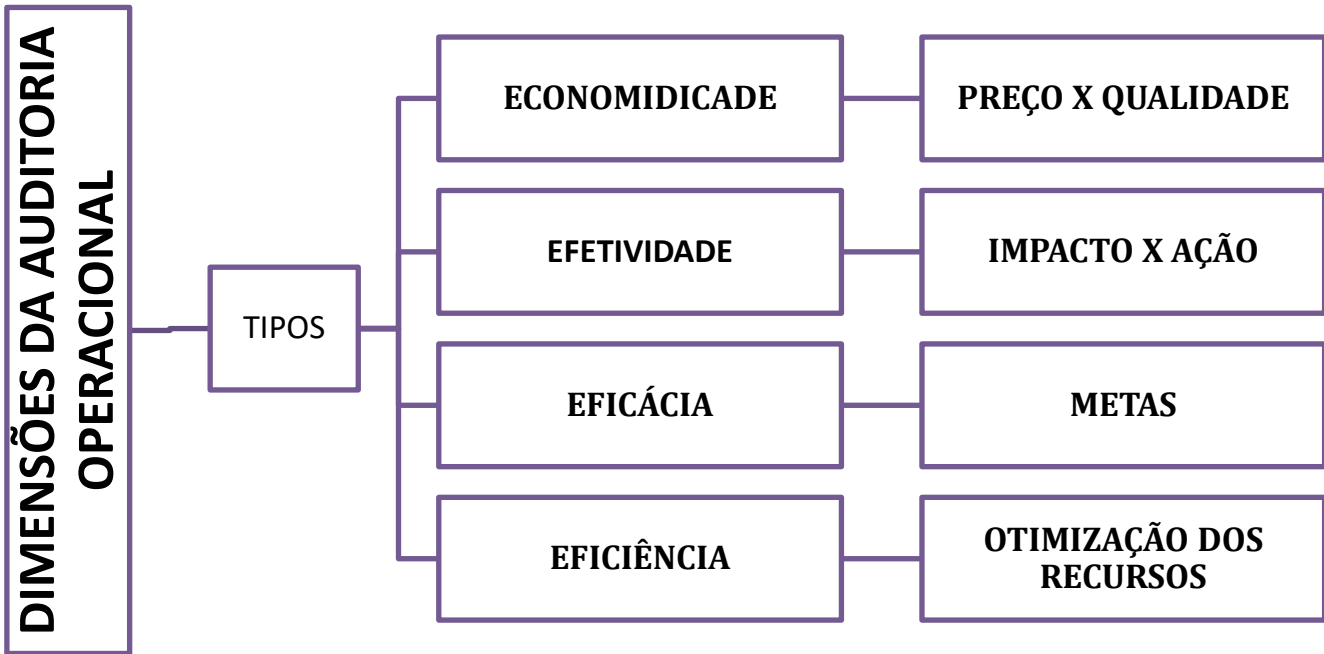 DIMENSÕES DA AUDITORIA
OPERACIONAL
TIPOS
ECONOMIDICADE
PREÇO X QUALIDADE
EFETIVIDADE
IMPACTO X AÇÃO
EFICÁCIA
METAS
EFICIÊNCIA
OTIMIZAÇÃO DOS
RECURSOS